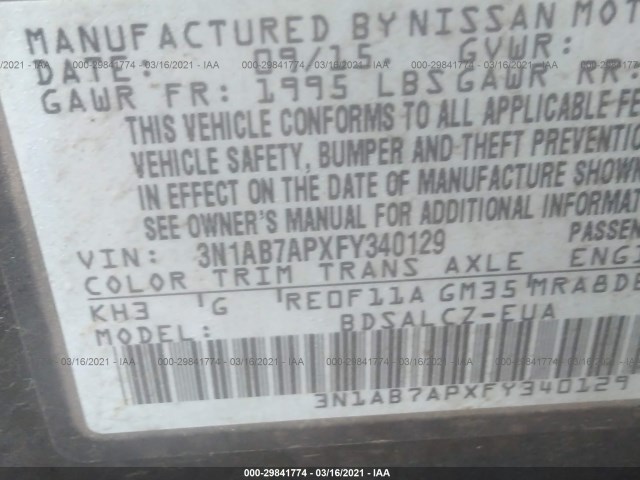 MANUFACTURED BY NISSAN MOT
DATE: 09/15 GVWR:
GAWR FR: 1995 LBS GAWR RR:
THIS VEHICLE CONFORMS TO ALL APPLICABLE FE
VEHICLE SAFETY, BUMPER AND THEFT PREVENTIO
IN EFFECT ON THE DATE OF MANUFACTURE SHOWN
SEE OWNER'S MANUAL FOR ADDITIONAL INFORMAT
VIN: 3N1AB7APXFY340129 PASSEN
COLOR TRIM TRANS AXLE ENGI
KH3 G RE0F11A GM35 MRA8DE
MODEL: BDSALCZ-EUA
3N1AB7APXFY340129
000-29841774 — 03/16/2021 — IAA